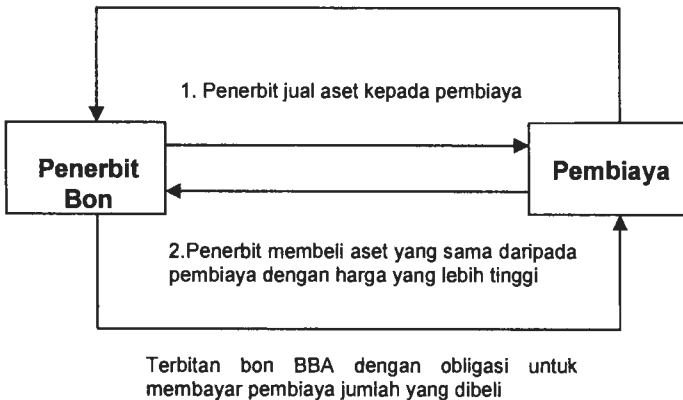 1. Penerbit jual aset kepada pembiaya
Penerbit
Bon
Pembiaya
2.Penerbit membeli aset yang sama daripada
pembiaya dengan harga yang lebih tinggi
Terbitan bon BBA dengan obligasi untuk
membayar pembiaya jumlah yang dibeli